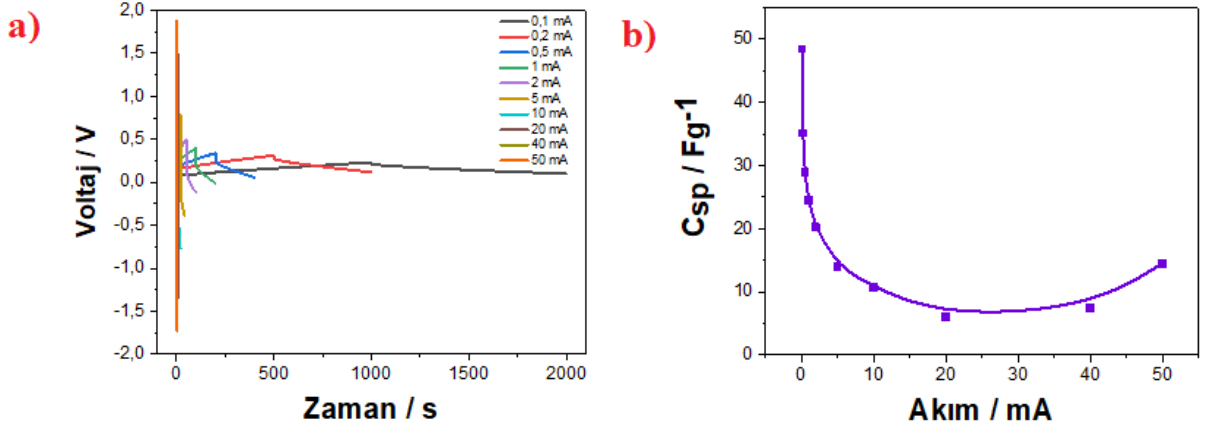 a)
Voltaj / V
2,0
1,5
1,0
0,5
0,0
-0,5
-1,0
-1,5
-2,0
0,1 mA
0,2 mA
0,5 mA
1 mA
2 mA
5 mA
10 mA
20 mA
40 mA
50 mA
0 500 1000 1500 2000
Zaman / s
b)
Csp / Fg-1
50
40
30
20
10
0
0 10 20 30 40 50
Akım / mA